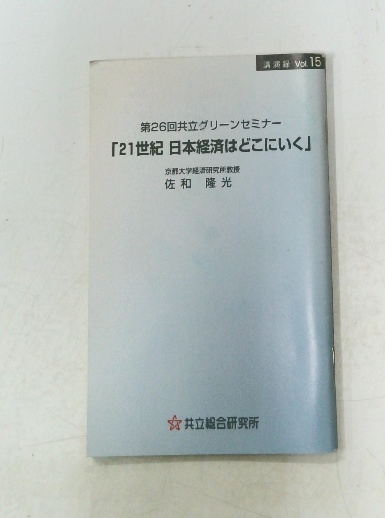 講演録 Vol.15
第26回共立グリーンセミナー
「21世紀 日本経済はどこにいく」
京都大学経済研究所教授
佐和 隆光
共立総合研究所